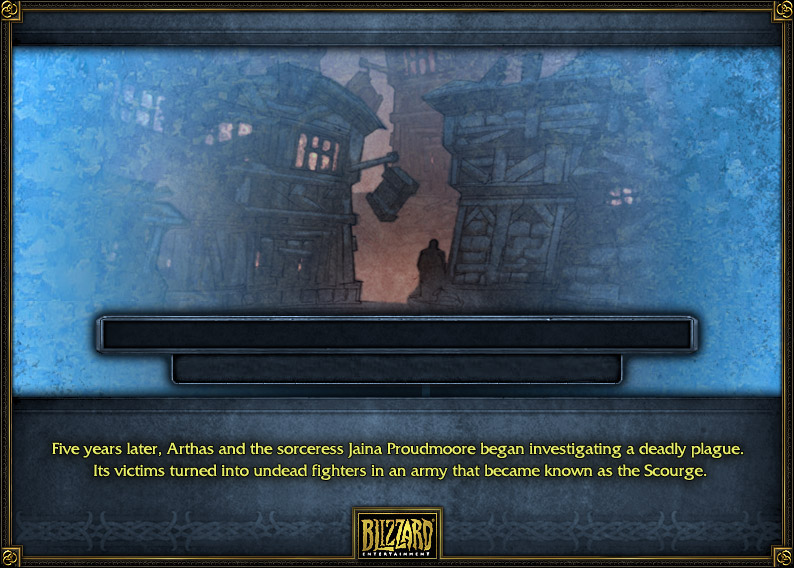 Five years later, Arthas and the sorceress Jaina Proudmoore began investigating a deadly plague.
Its victims turned into undead fighters in an army that became known as the Scourge.
BLIZZARD
ENTERTAINMENT